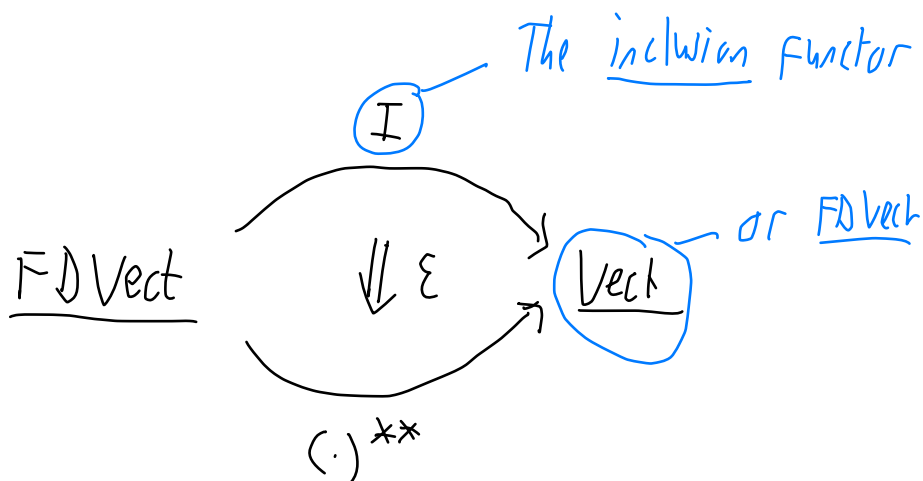 The inclusion functor
I
or FDVect
FDVect
⇓ ε
Vect
(·)**